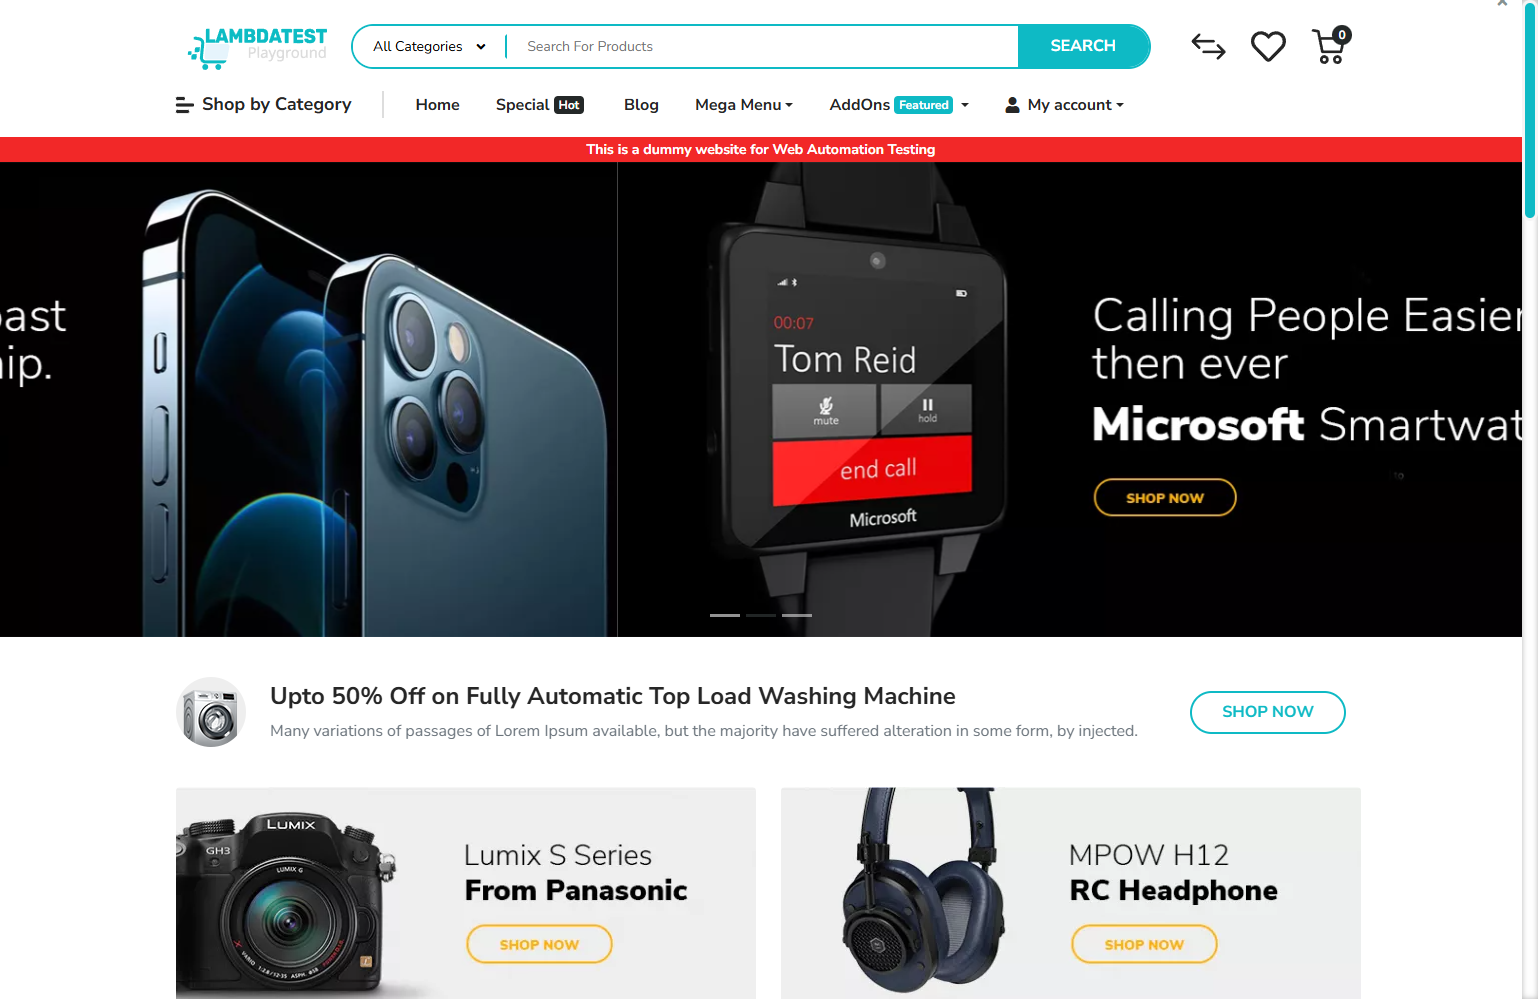 LAMBDATEST
Playground
All Categories
Search For Products
SEARCH
0
Shop by Category
Home
Special Hot
Blog
Mega Menu
AddOns Featured
My account
This is a dummy website for Web Automation Testing
00:07
Tom Reid
mute
hold
end call
Microsoft
Calling People Easier
then ever
Microsoft
SHOP NOW
Upto 50% Off on Fully Automatic Top Load Washing Machine
Many variations of passages of Lorem Ipsum available, but the majority have suffered alteration in some form, by injected.
SHOP NOW
LUMIX
GH3
LUMIX G
Lumix S Series
From Panasonic
SHOP NOW
MPOW H12
RC Headphone
SHOP NOW